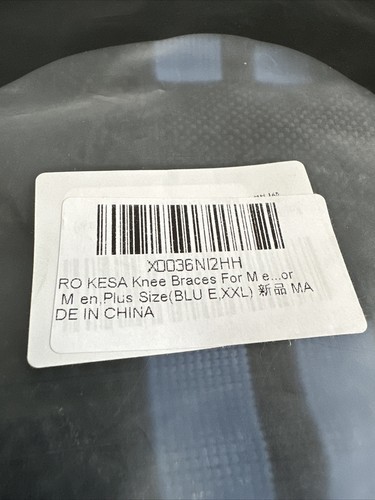 X0036NI2HH
RO KESA Knee Braces For M e...or
M en,Plus Size(BLU E,XXL) 新品 MA
DE IN CHINA